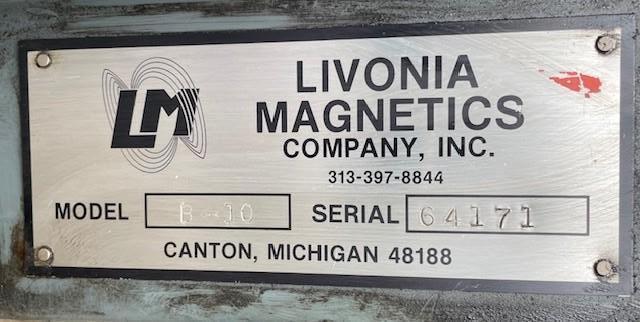 LM
LIVONIA
MAGNETICS
COMPANY, INC.
313-397-8844
MODEL B-10 SERIAL 64171
CANTON, MICHIGAN 48188